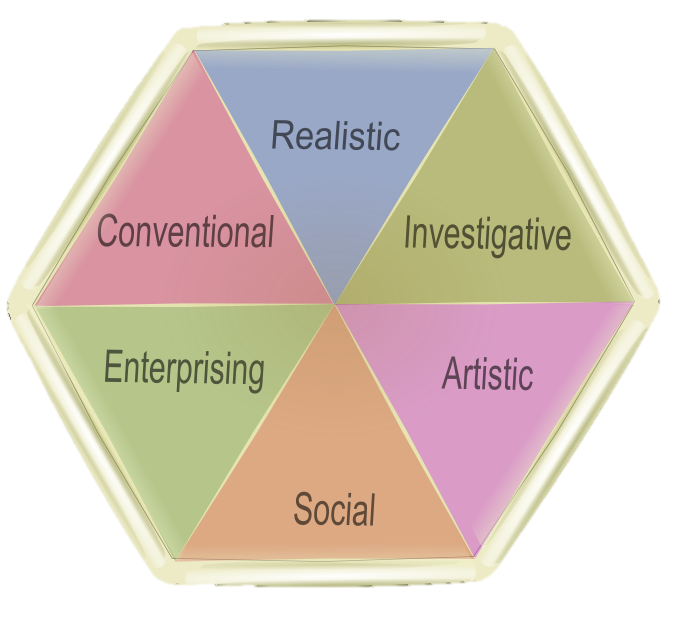 Realistic
Conventional
Investigative
Enterprising
Artistic
Social